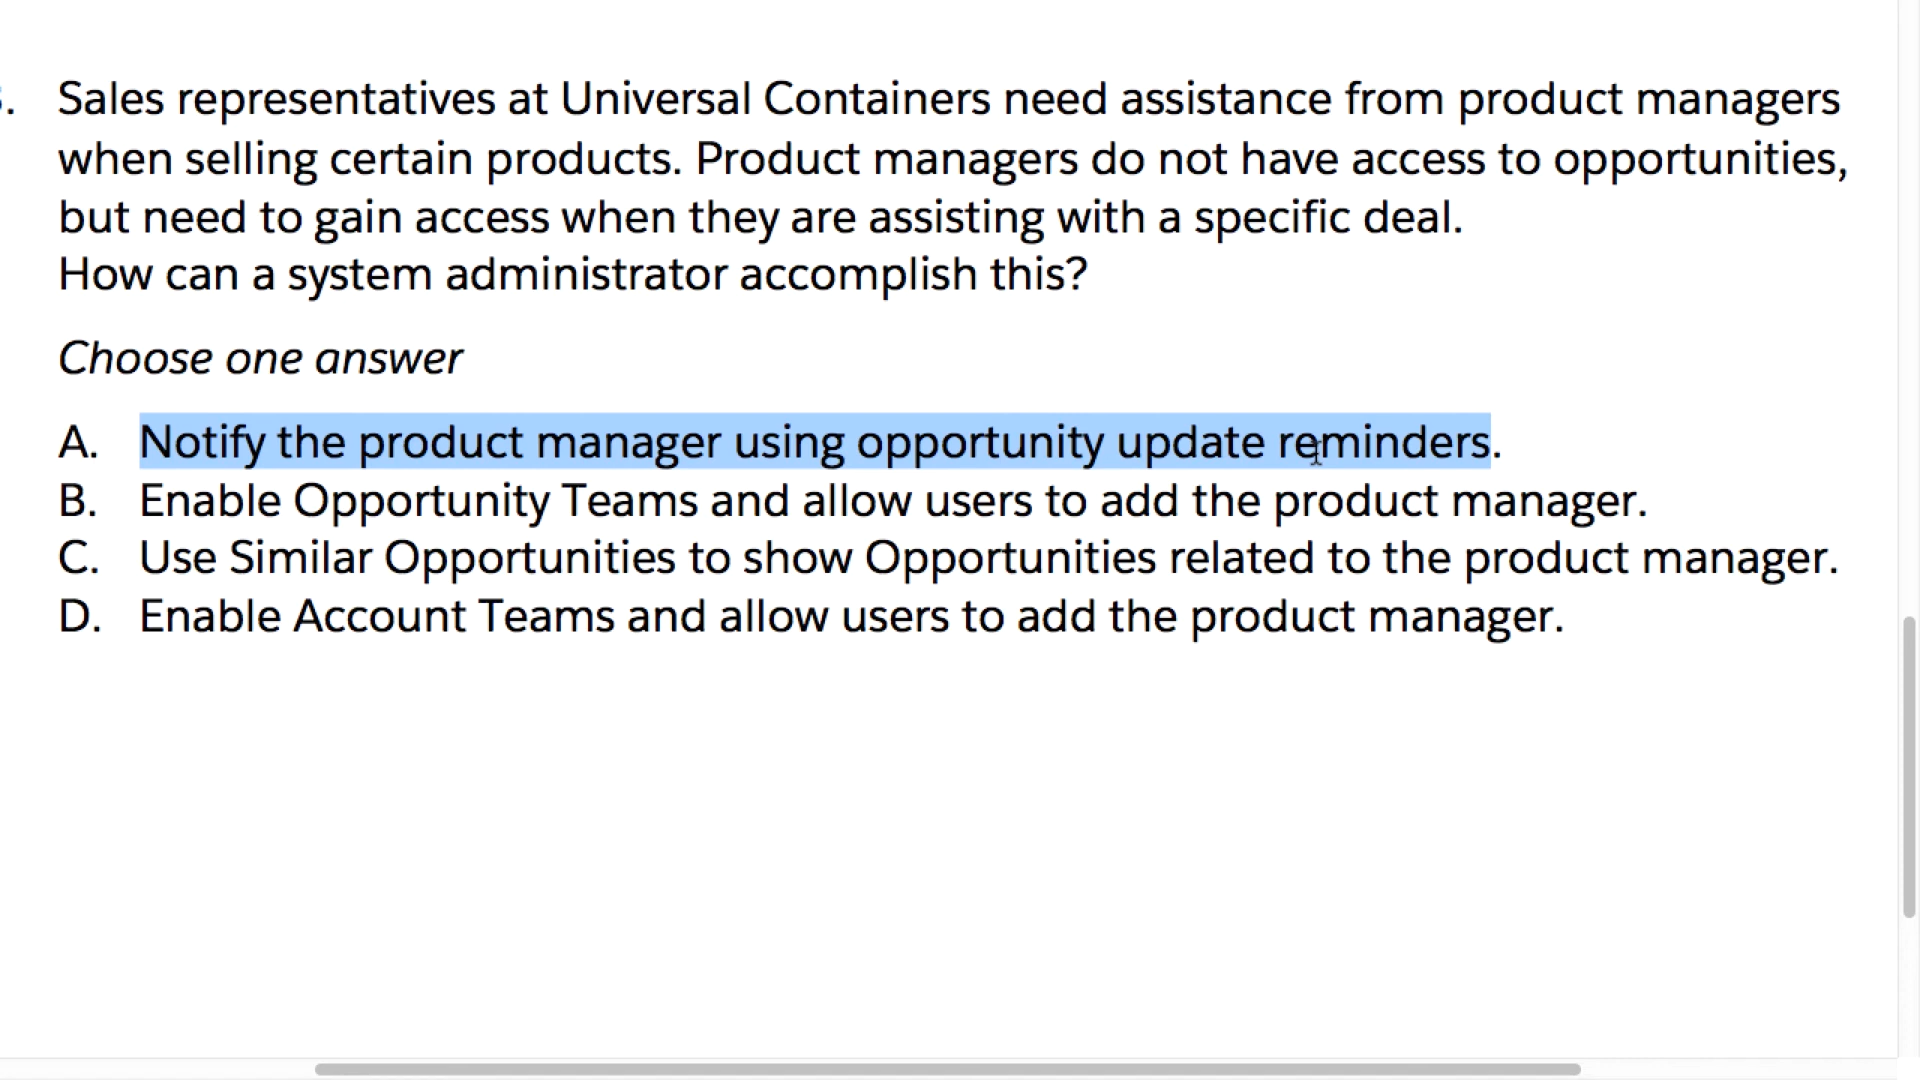 Sales representatives at Universal Containers need assistance from product managers
when selling certain products. Product managers do not have access to opportunities,
but need to gain access when they are assisting with a specific deal.
How can a system administrator accomplish this?
Choose one answer
A. Notify the product manager using opportunity update reminders.
B. Enable Opportunity Teams and allow users to add the product manager.
C. Use Similar Opportunities to show Opportunities related to the product manager.
D. Enable Account Teams and allow users to add the product manager.